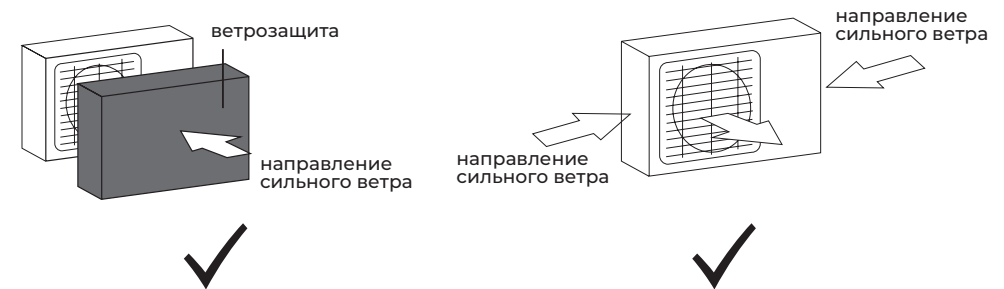 ветрозащита
направление
сильного ветра
направление
сильного ветра
направление
сильного ветра